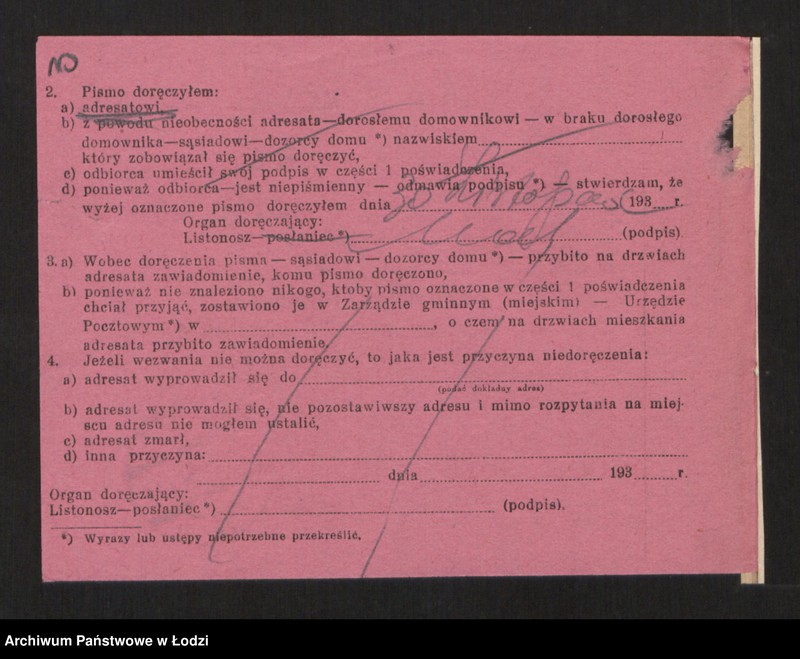 2. Pismo doręczyłem:
a) adresatowi,
b) z powodu nieobecności adresata—dorosłemu domownikowi — w braku dorosłego
domownika—sąsiadowi—dozorcy domu *) nazwiskiem
który zobowiązał się pismo doręczyć,
c) odbiorca umieścił swój podpis w części 1 poświadczenia,
d) ponieważ odbiorca—jest niepiśmienny — odmawia podpisu *) — stwierdzam, że
wyżej oznaczone pismo doręczyłem dnia 193 r.
Organ doręczający:
Listonosz—posłaniec *) (podpis)
3. a) Wobec doręczenia pisma — sąsiadowi — dozorcy domu *) — przybito na drzwiach
adresata zawiadomienie, komu pismo doręczono,
b) ponieważ nie znaleziono nikogo, ktoby pismo oznaczone w części 1 poświadczenia
chciał przyjąć, zostawiono je w Zarządzie gminnym (miejskim) — Urzędzie
Pocztowym *) w , o czem na drzwiach mieszkania
adresata przybito zawiadomienie.
4. Jeżeli wezwania nie można doręczyć, to jaka jest przyczyna niedoręczenia:
a) adresat wyprowadził się do
(podać dokładny adres)
b) adresat wyprowadził się, nie pozostawiwszy adresu i mimo rozpytania na miej-
scu adresu nie mogłem ustalić,
c) adresat zmarł,
d) inna przyczyna:
dnia 193 r.
Organ doręczający:
Listonosz—posłaniec *) (podpis).
*) Wyrazy lub ustępy niepotrzebne przekreślić.
Archiwum Państwowe w Łodzi